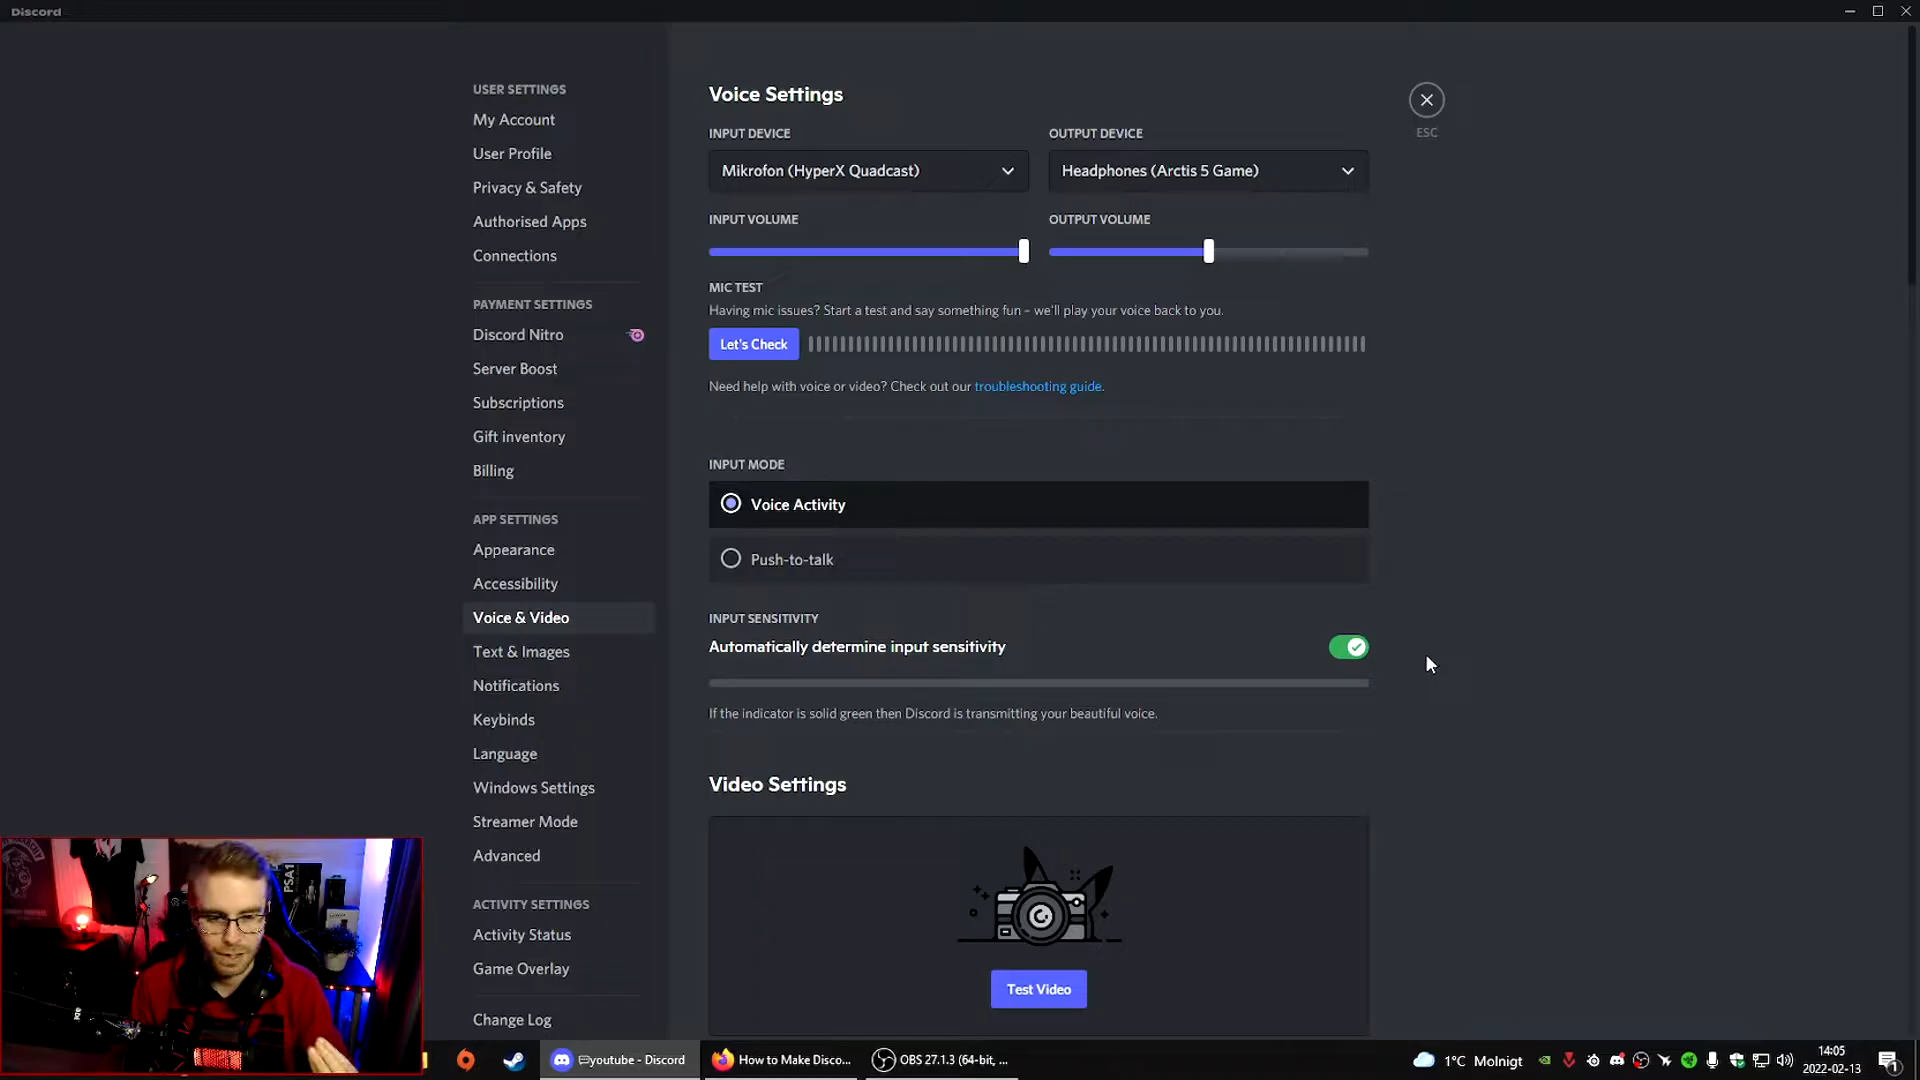 Discord
USER SETTINGS
My Account
User Profile
Privacy & Safety
Authorised Apps
Connections
PAYMENT SETTINGS
Discord Nitro
Server Boost
Subscriptions
Gift inventory
Billing
APP SETTINGS
Appearance
Accessibility
Voice & Video
Text & Images
Notifications
Keybinds
Language
Windows Settings
Streamer Mode
Advanced
ACTIVITY SETTINGS
Activity Status
Game Overlay
Change Log
Voice Settings
ESC
INPUT DEVICE
OUTPUT DEVICE
Mikrofon (HyperX Quadcast)
Headphones (Arctis 5 Game)
INPUT VOLUME
OUTPUT VOLUME
MIC TEST
Having mic issues? Start a test and say something fun – we'll play your voice back to you.
Let's Check
Need help with voice or video? Check out our troubleshooting guide.
INPUT MODE
Voice Activity
Push-to-talk
INPUT SENSITIVITY
Automatically determine input sensitivity
If the indicator is solid green then Discord is transmitting your beautiful voice.
Video Settings
Test Video
PSA1
youtube - Discord
How to Make Disco...
OBS 27.1.3 (64-bit, ...
1°C Molnigt
14:05
2022-02-13
1